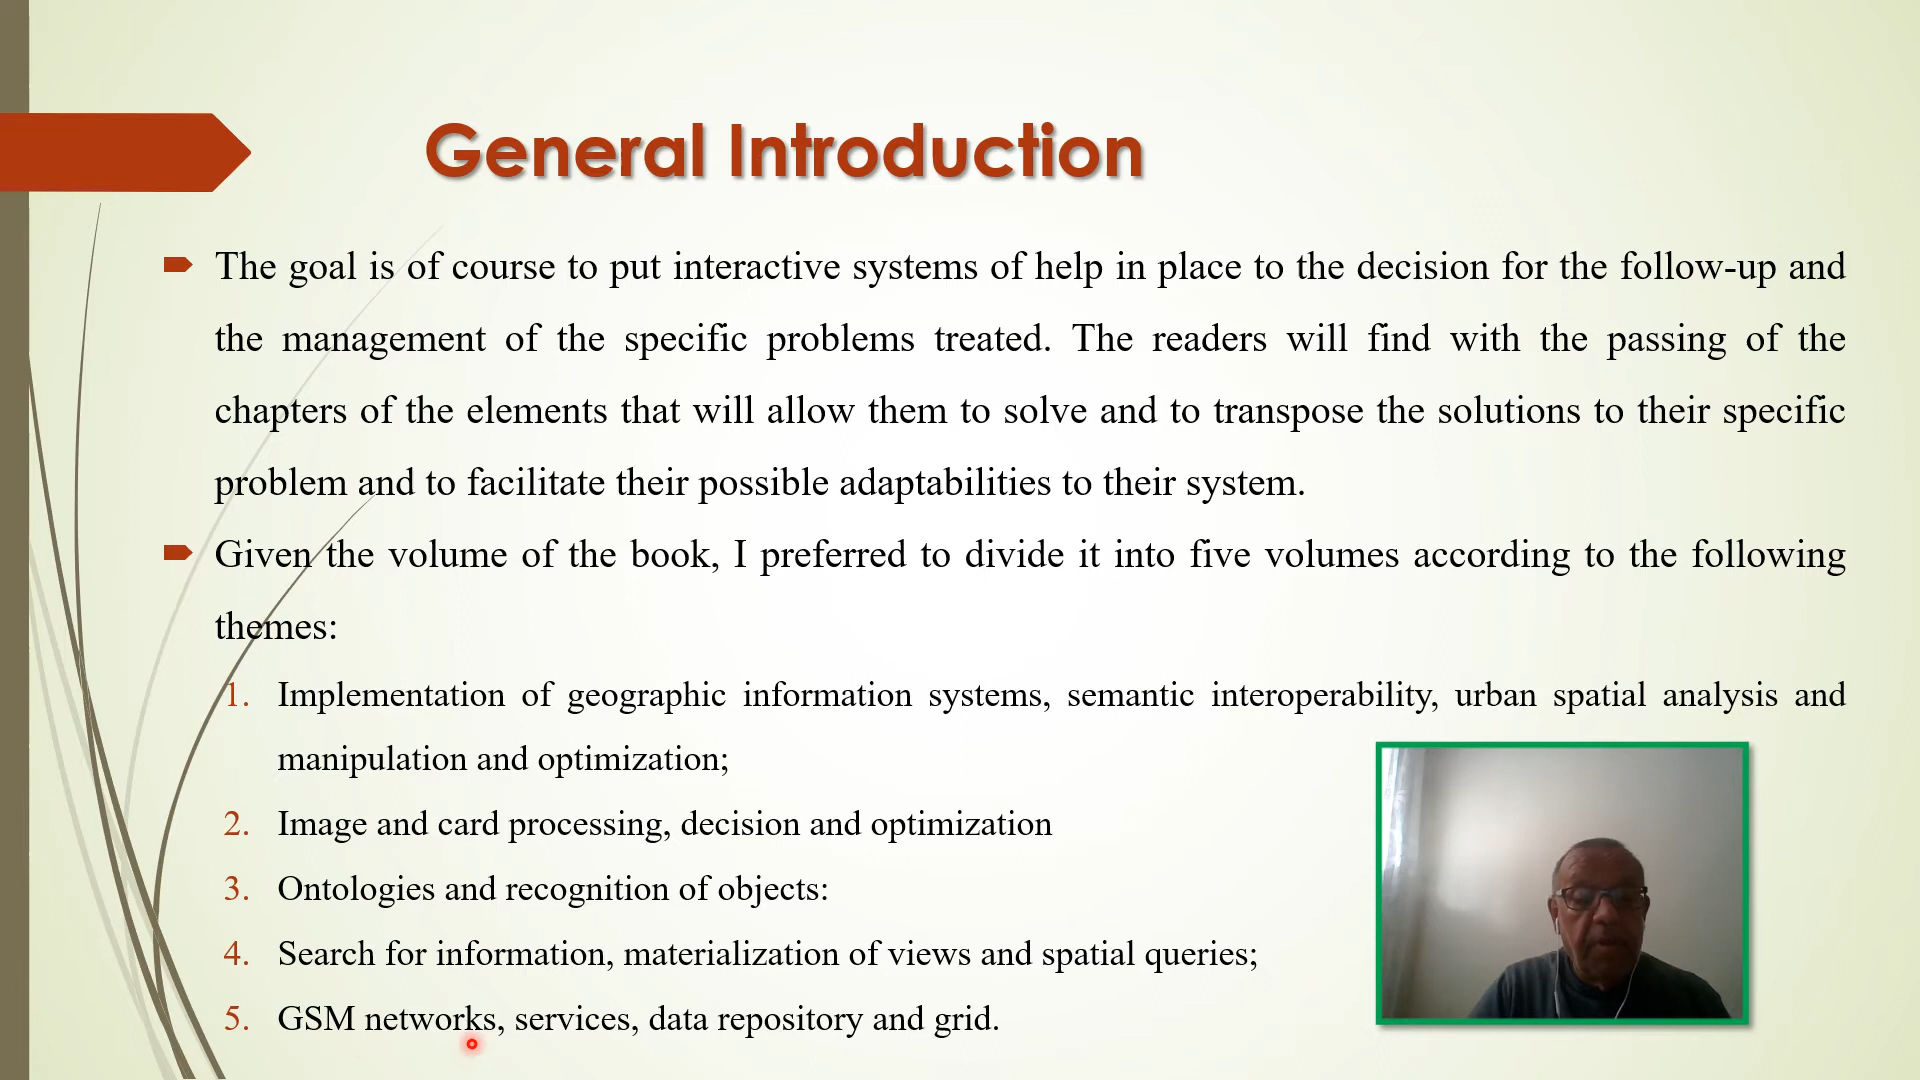 General Introduction
The goal is of course to put interactive systems of help in place to the decision for the follow-up and
the management of the specific problems treated. The readers will find with the passing of the
chapters of the elements that will allow them to solve and to transpose the solutions to their specific
problem and to facilitate their possible adaptabilities to their system.
Given the volume of the book, I preferred to divide it into five volumes according to the following
themes:
1. Implementation of geographic information systems, semantic interoperability, urban spatial analysis and
manipulation and optimization;
2. Image and card processing, decision and optimization
3. Ontologies and recognition of objects:
4. Search for information, materialization of views and spatial queries;
5. GSM networks, services, data repository and grid.